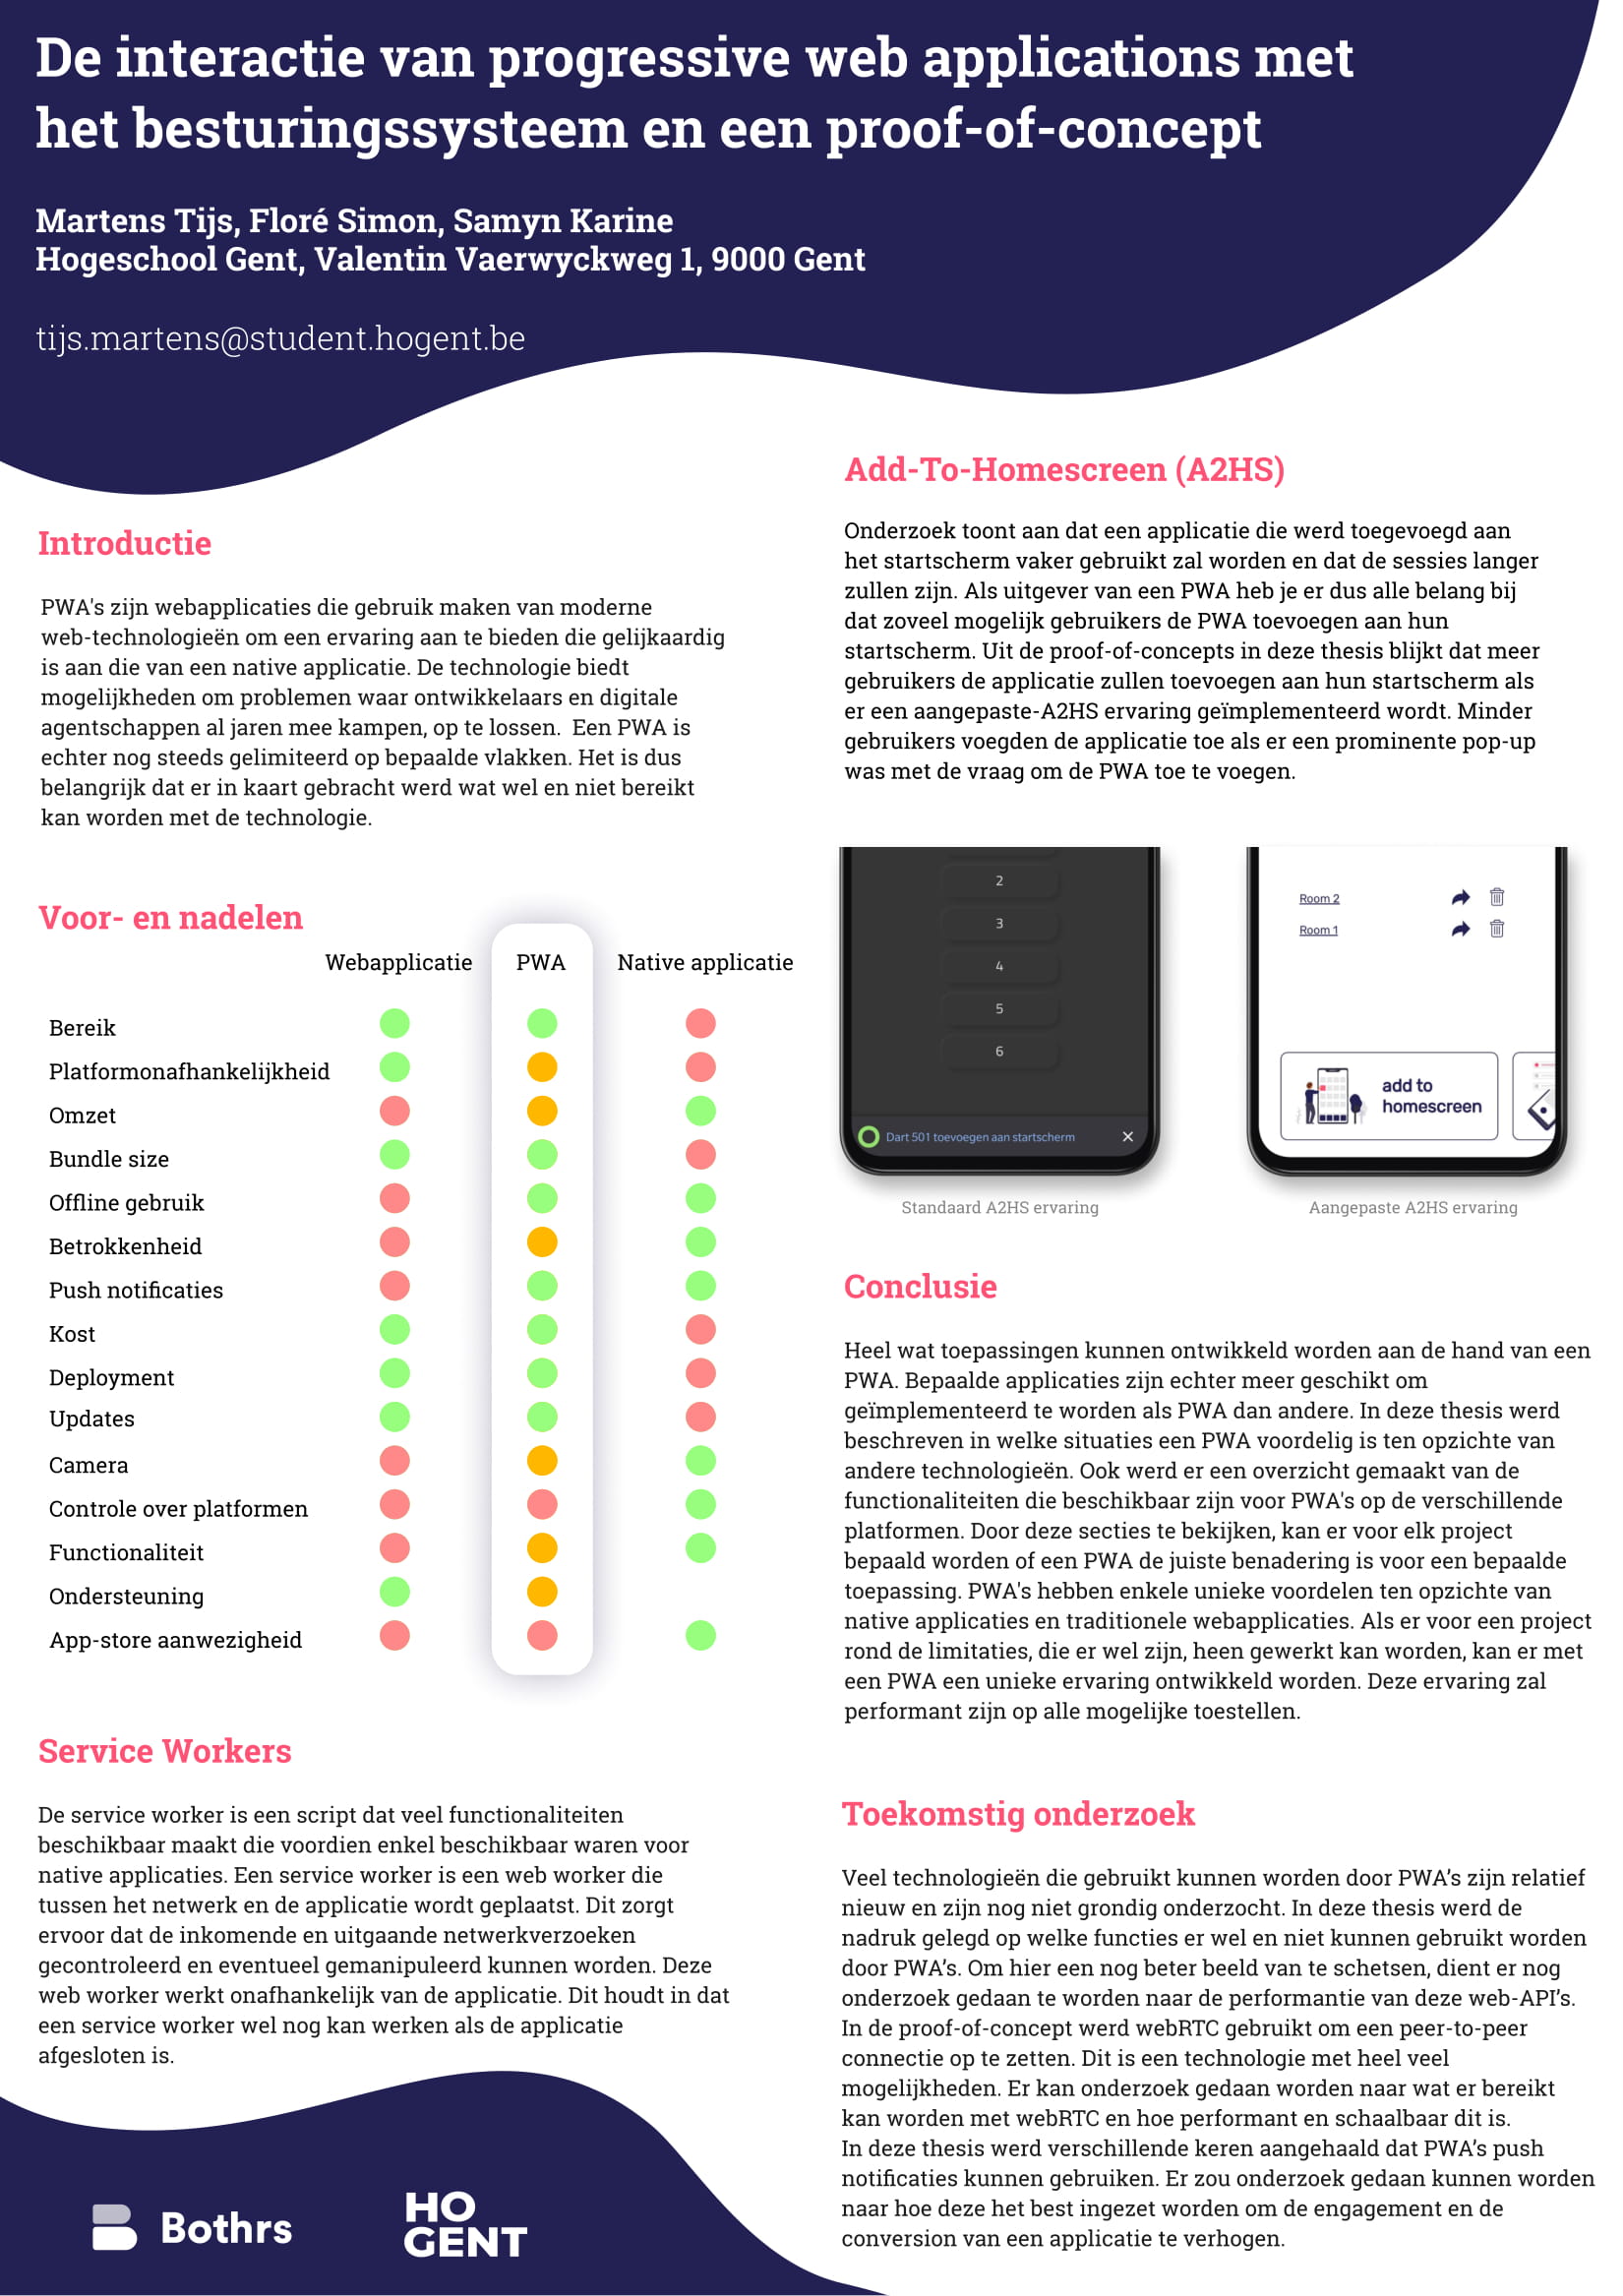 De interactie van progressive web applications met
het besturingssysteem en een proof-of-concept
Martens Tijs, Floré Simon, Samyn Karine
Hogeschool Gent, Valentin Vaerwyckweg 1, 9000 Gent
tijs.martens@student.hogent.be
Introductie
PWA's zijn webapplicaties die gebruik maken van moderne
web-technologieën om een ervaring aan te bieden die gelijkaardig
is aan die van een native applicatie. De technologie biedt
mogelijkheden om problemen waar ontwikkelaars en digitale
agentschappen al jaren mee kampen, op te lossen.  Een PWA is
echter nog steeds gelimiteerd op bepaalde vlakken. Het is dus
belangrijk dat er in kaart gebracht werd wat wel en niet bereikt
kan worden met de technologie.
Voor- en nadelen
Webapplicatie PWA Native applicatie
Bereik
Platformonafhankelijkheid
Omzet
Bundle size
Offline gebruik
Betrokkenheid
Push notificaties
Kost
Deployment
Updates
Camera
Controle over platformen
Functionaliteit
Ondersteuning
App-store aanwezigheid
Service Workers
De service worker is een script dat veel functionaliteiten
beschikbaar maakt die voordien enkel beschikbaar waren voor
native applicaties. Een service worker is een web worker die
tussen het netwerk en de applicatie wordt geplaatst. Dit zorgt
ervoor dat de inkomende en uitgaande netwerkverzoeken
gecontroleerd en eventueel gemanipuleerd kunnen worden. Deze
web worker werkt onafhankelijk van de applicatie. Dit houdt in dat
een service worker wel nog kan werken als de applicatie
afgesloten is.
Bothrs
HO
GENT
Add-To-Homescreen (A2HS)
Onderzoek toont aan dat een applicatie die werd toegevoegd aan
het startscherm vaker gebruikt zal worden en dat de sessies langer
zullen zijn. Als uitgever van een PWA heb je er dus alle belang bij
dat zoveel mogelijk gebruikers de PWA toevoegen aan hun
startscherm. Uit de proof-of-concepts in deze thesis blijkt dat meer
gebruikers de applicatie zullen toevoegen aan hun startscherm als
er een aangepaste-A2HS ervaring geïmplementeerd wordt. Minder
gebruikers voegden de applicatie toe als er een prominente pop-up
was met de vraag om de PWA toe te voegen.
2
3
4
5
6
Dart 501 toevoegen aan startscherm
Standaard A2HS ervaring
Room 2
Room 1
add to
homescreen
Aangepaste A2HS ervaring
Conclusie
Heel wat toepassingen kunnen ontwikkeld worden aan de hand van een
PWA. Bepaalde applicaties zijn echter meer geschikt om
geïmplementeerd te worden als PWA dan andere. In deze thesis werd
beschreven in welke situaties een PWA voordelig is ten opzichte van
andere technologieën. Ook werd er een overzicht gemaakt van de
functionaliteiten die beschikbaar zijn voor PWA's op de verschillende
platformen. Door deze secties te bekijken, kan er voor elk project
bepaald worden of een PWA de juiste benadering is voor een bepaalde
toepassing. PWA's hebben enkele unieke voordelen ten opzichte van
native applicaties en traditionele webapplicaties. Als er voor een project
rond de limitaties, die er wel zijn, heen gewerkt kan worden, kan er met
een PWA een unieke ervaring ontwikkeld worden. Deze ervaring zal
performant zijn op alle mogelijke toestellen.
Toekomstig onderzoek
Veel technologieën die gebruikt kunnen worden door PWA’s zijn relatief
nieuw en zijn nog niet grondig onderzocht. In deze thesis werd de
nadruk gelegd op welke functies er wel en niet kunnen gebruikt worden
door PWA’s. Om hier een nog beter beeld van te schetsen, dient er nog
onderzoek gedaan te worden naar de performantie van deze web-API’s.
In de proof-of-concept werd webRTC gebruikt om een peer-to-peer
connectie op te zetten. Dit is een technologie met heel veel
mogelijkheden. Er kan onderzoek gedaan worden naar wat er bereikt
kan worden met webRTC en hoe performant en schaalbaar dit is.
In deze thesis werd verschillende keren aangehaald dat PWA’s push
notificaties kunnen gebruiken. Er zou onderzoek gedaan kunnen worden
naar hoe deze het best ingezet worden om de engagement en de
conversion van een applicatie te verhogen.